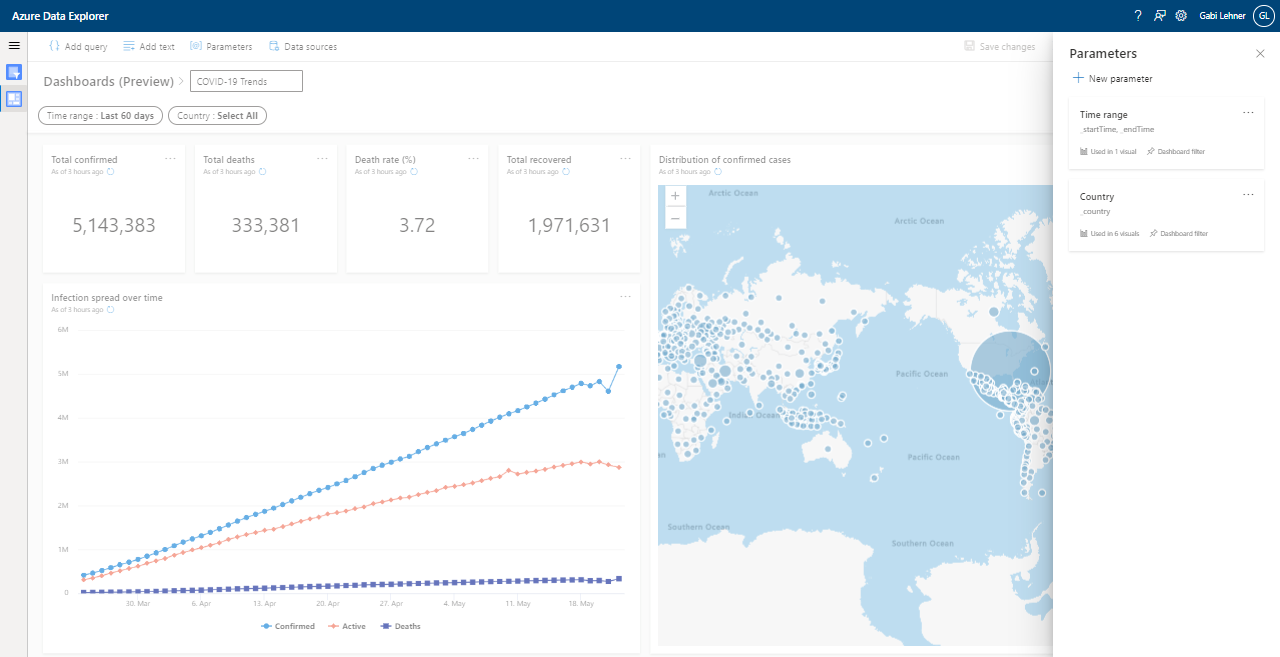 Azure Data Explorer
? Gabi Lehner GL
Add query Add text Parameters Data sources Save changes
Dashboards (Preview) > COVID-19 Trends
Time range : Last 60 days Country : Select All
Total confirmed ...
As of 3 hours ago
5,143,383
Total deaths ...
As of 3 hours ago
333,381
Death rate (%) ...
As of 3 hours ago
3.72
Total recovered ...
As of 3 hours ago
1,971,631
Infection spread over time ...
As of 3 hours ago
6M
5M
4M
3M
2M
1M
0
30. Mar 6. Apr 13. Apr 20. Apr 27. Apr 4. May 11. May 18. May
Confirmed Active Deaths
Distribution of confirmed cases
As of 3 hours ago
+
−
Arctic Ocean
Arctic Ocean
Pacific Ocean
Indian Ocean
Pacific Ocean
Southern Ocean
Southern Ocean
Parameters
New parameter
Time range ...
_startTime, _endTime
Used in 1 visual Dashboard filter
Country ...
_country
Used in 6 visuals Dashboard filter